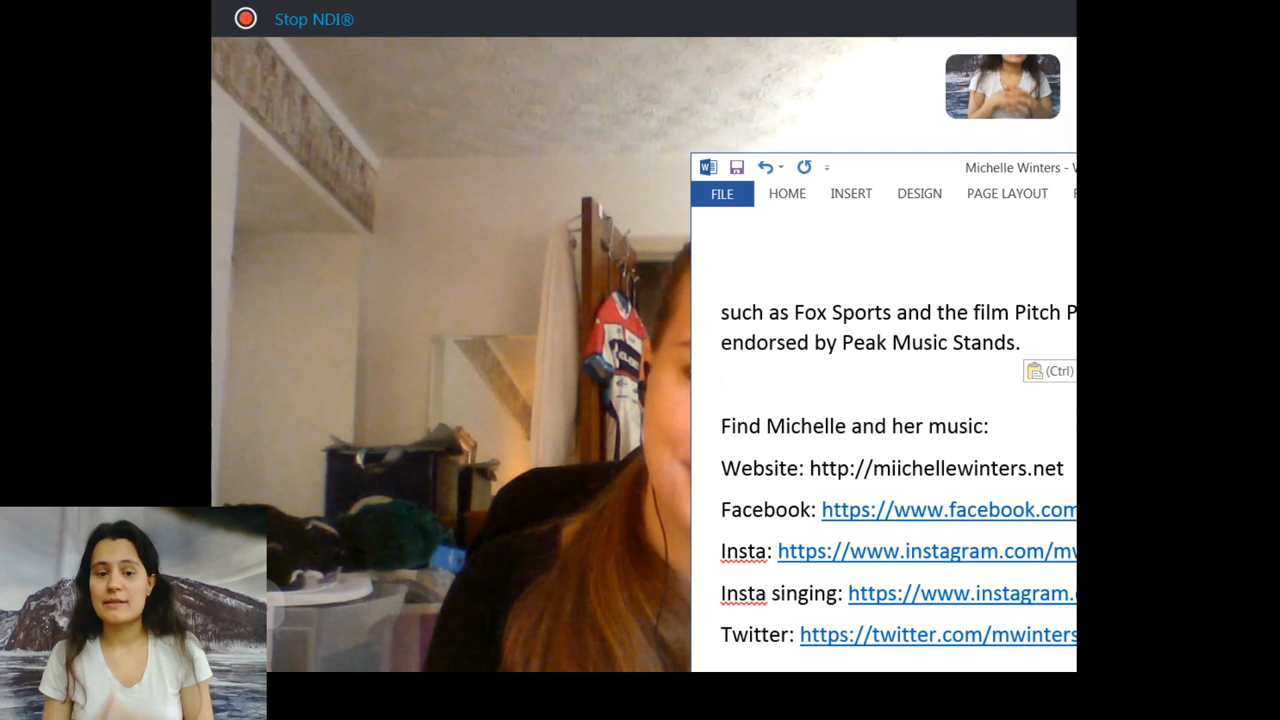 Stop NDI®
Michelle Winters - W
FILE HOME INSERT DESIGN PAGE LAYOUT
such as Fox Sports and the film Pitch P
endorsed by Peak Music Stands.
(Ctrl)
Find Michelle and her music:
Website: http://miichellewinters.net
Facebook: https://www.facebook.com
Insta: https://www.instagram.com/mw
Insta singing: https://www.instagram.
Twitter: https://twitter.com/mwinters